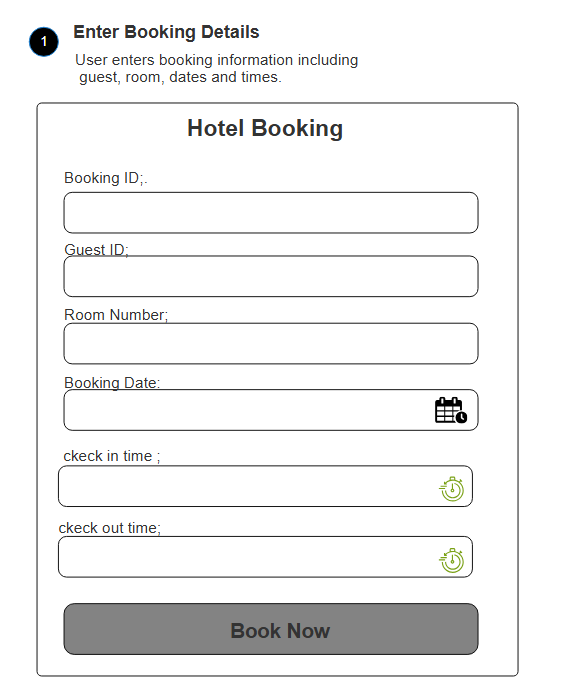 1
Enter Booking Details
User enters booking information including
guest, room, dates and times.
Hotel Booking
Booking ID;.
Guest ID;
Room Number;
Booking Date:
ckeck in time ;
ckeck out time;
Book Now